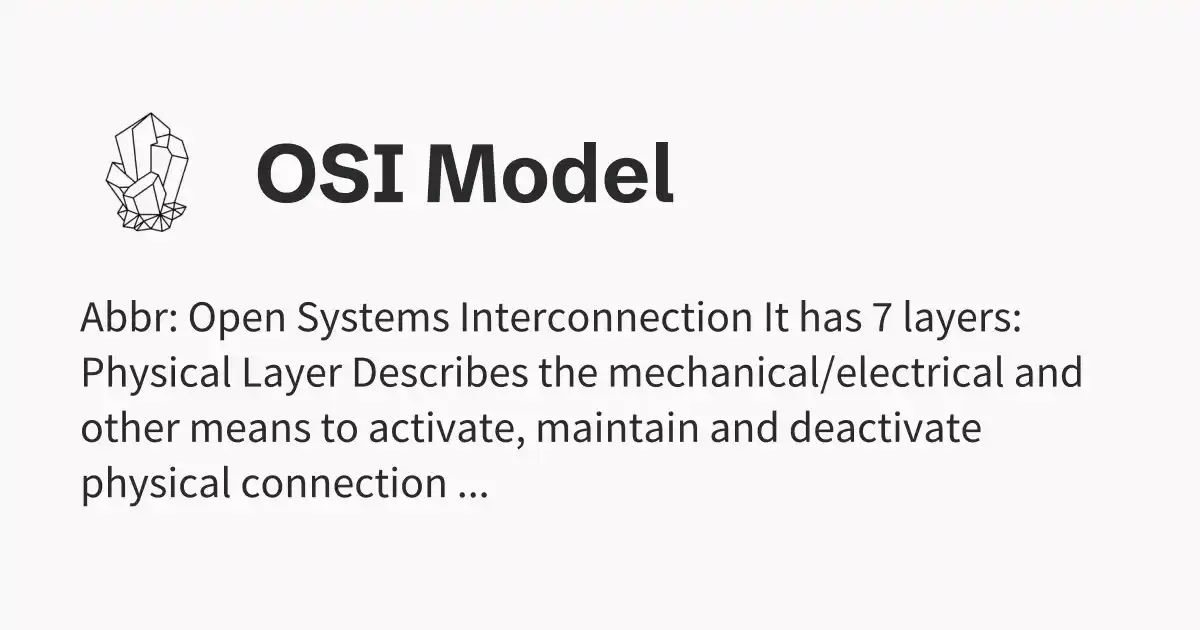 OSI Model
Abbr: Open Systems Interconnection It has 7 layers:
Physical Layer Describes the mechanical/electrical and
other means to activate, maintain and deactivate
physical connection ...